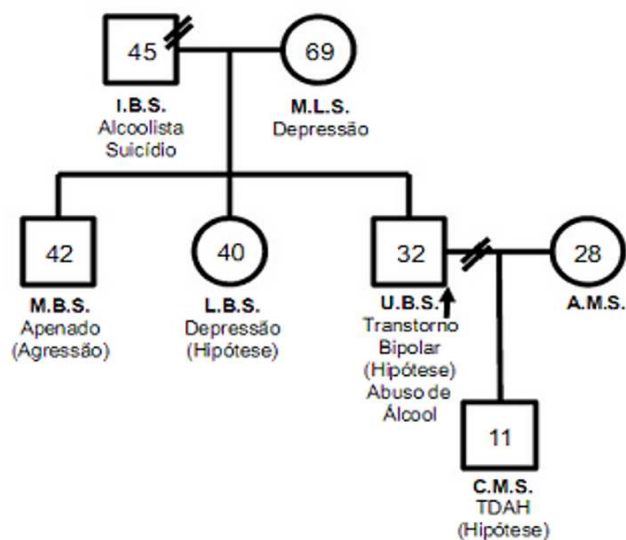 45
69
I.B.S.
Alcoolista
Suicídio
M.L.S.
Depressão
42
40
32
28
M.B.S.
Apenado
(Agressão)
L.B.S.
Depressão
(Hipótese)
U.B.S.
Transtorno
Bipolar
(Hipótese)
Abuso de
Álcool
A.M.S.
11
C.M.S.
TDAH
(Hipótese)